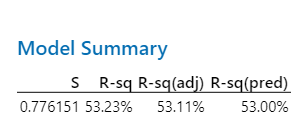 Model Summary
S R-sq R-sq(adj) R-sq(pred)
0.776151 53.23% 53.11% 53.00%